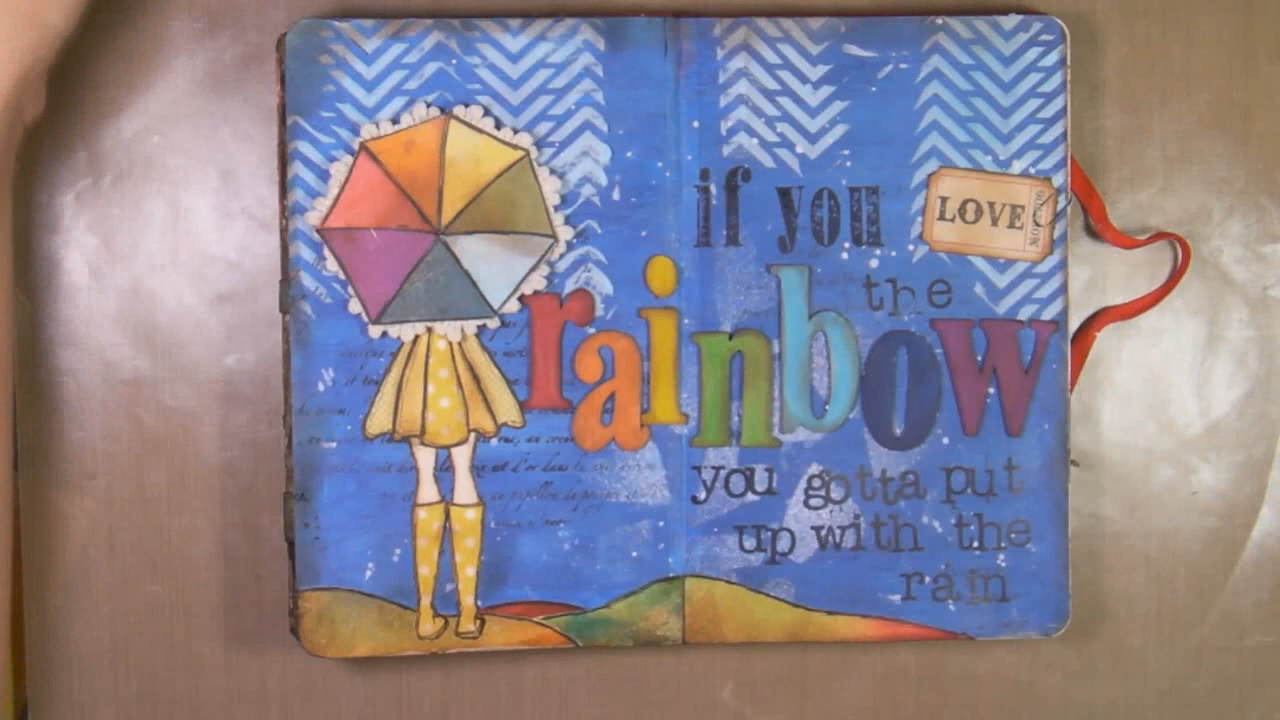 if you LOVE
the
rainbow
you gotta put
up with the
rain